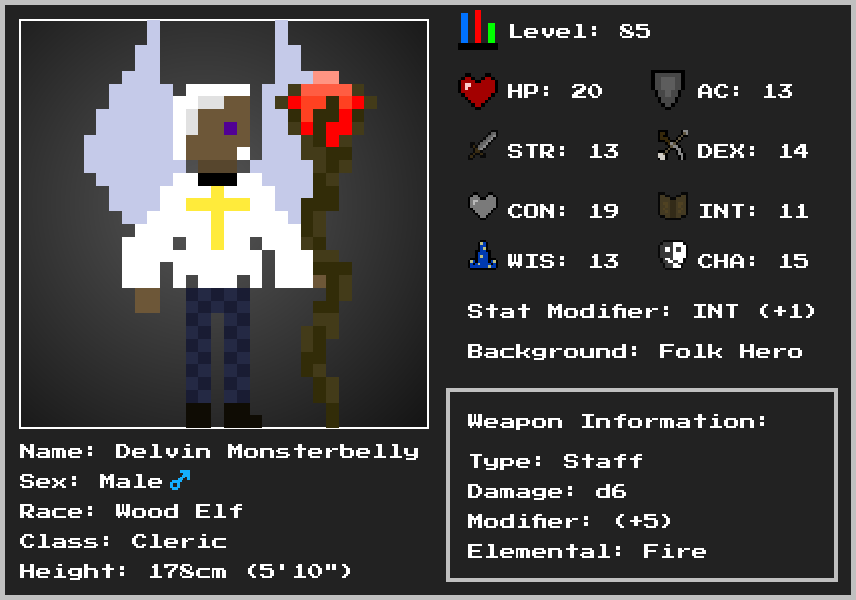 Level: 85
HP: 20
AC: 13
STR: 13
DEX: 14
CON: 19
INT: 11
WIS: 13
CHA: 15
Stat Modifier: INT (+1)
Background: Folk Hero
Weapon Information:
Type: Staff
Damage: d6
Modifier: (+5)
Elemental: Fire
Name: Delvin Monsterbelly
Sex: Male♂
Race: Wood Elf
Class: Cleric
Height: 178cm (5'10")